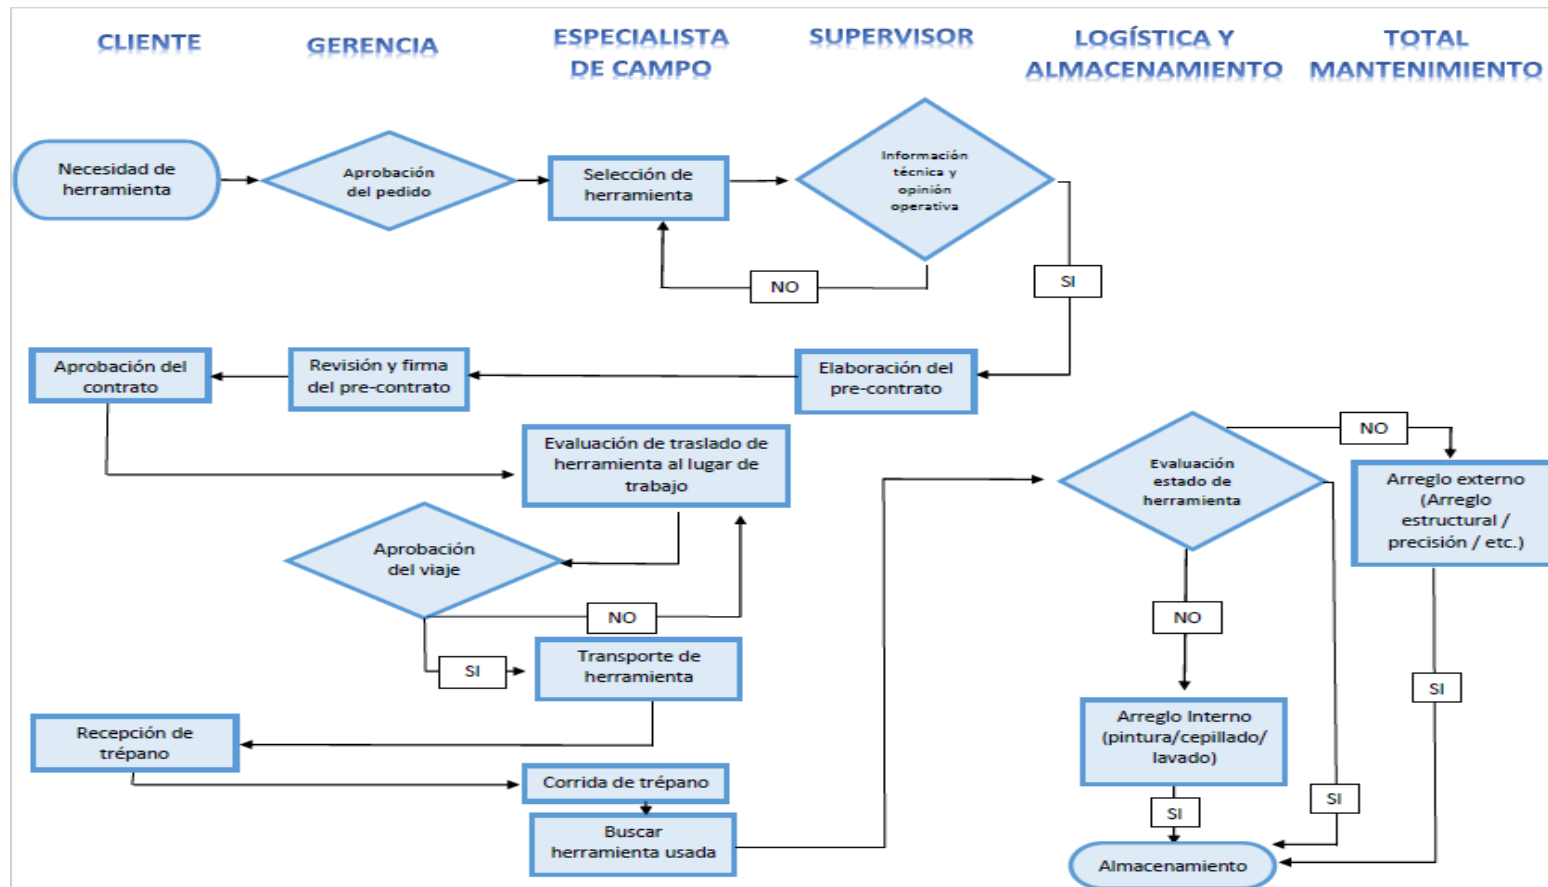 CLIENTE
GERENCIA
ESPECIALISTA
DE CAMPO
SUPERVISOR
LOGÍSTICA Y
ALMACENAMIENTO
TOTAL
MANTENIMIENTO
Necesidad de
herramienta
Aprobación
del pedido
Selección de
herramienta
Información
técnica y
opinión
operativa
NO
SI
Aprobación del
contrato
Revisión y firma
del pre-contrato
Elaboración del
pre-contrato
Evaluación de traslado de
herramienta al lugar de
trabajo
Aprobación
del viaje
NO
SI
Transporte de
herramienta
Recepción de
trépano
Corrida de trépano
Buscar
herramienta usada
Evaluación
estado de
herramienta
NO
Arreglo externo
(Arreglo
estructural /
precisión / etc.)
NO
SI
Arreglo Interno
(pintura/cepillado/
lavado)
SI
SI
Almacenamiento